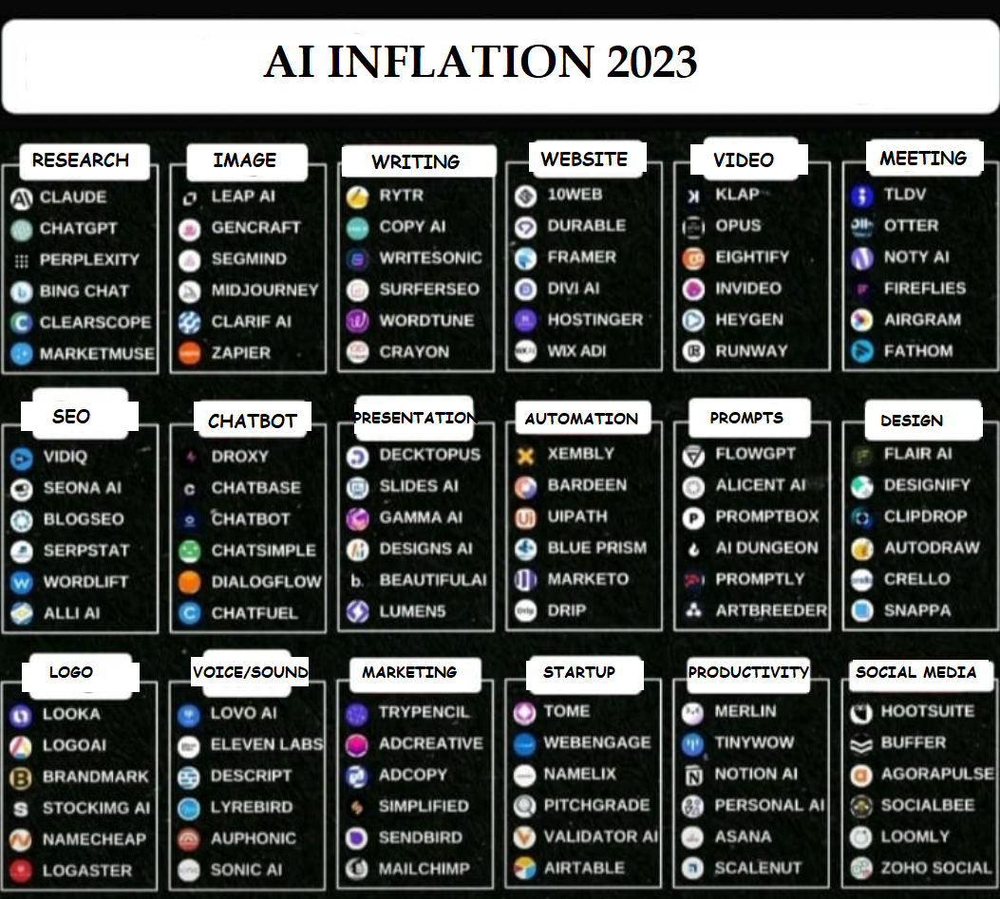 AI INFLATION 2023
RESEARCH
CLAUDE
CHATGPT
PERPLEXITY
BING CHAT
CLEARSCOPE
MARKETMUSE
IMAGE
LEAP AI
GENCRAFT
SEGMIND
MIDJOURNEY
CLARIF AI
ZAPIER
WRITING
RYTR
COPY AI
WRITESONIC
SURFERSEO
WORDTUNE
CRAYON
WEBSITE
10WEB
DURABLE
FRAMER
DIVI AI
HOSTINGER
WIX ADI
VIDEO
KLAP
OPUS
EIGHTIFY
INVIDEO
HEYGEN
RUNWAY
MEETING
TLDV
OTTER
NOTY AI
FIREFLIES
AIRGRAM
FATHOM
SEO
VIDIQ
SEONA AI
BLOGSEO
SERPSTAT
WORDLIFT
ALLI AI
CHATBOT
DROXY
CHATBASE
CHATBOT
CHATSIMPLE
DIALOGFLOW
CHATFUEL
PRESENTATION
DECKTOPUS
SLIDES AI
GAMMA AI
DESIGNS AI
BEAUTIFULAI
LUMEN5
AUTOMATION
XEMBLY
BARDEEN
UIPATH
BLUE PRISM
MARKETO
DRIP
PROMPTS
FLOWGPT
ALICENT AI
PROMPTBOX
AI DUNGEON
PROMPTLY
ARTBREEDER
DESIGN
FLAIR AI
DESIGNIFY
CLIPDROP
AUTODRAW
CRELLO
SNAPPA
LOGO
LOOKA
LOGOAI
BRANDMARK
STOCKIMG AI
NAMECHEAP
LOGASTER
VOICE/SOUND
LOVO AI
ELEVEN LABS
DESCRIPT
LYREBIRD
AUPHONIC
SONIC AI
MARKETING
TRYPENCIL
ADCREATIVE
ADCOPY
SIMPLIFIED
SENDBIRD
MAILCHIMP
STARTUP
TOME
WEBENGAGE
NAMELIX
PITCHGRADE
VALIDATOR AI
AIRTABLE
PRODUCTIVITY
MERLIN
TINYWOW
NOTION AI
PERSONAL AI
ASANA
SCALENUT
SOCIAL MEDIA
HOOTSUITE
BUFFER
AGORAPULSE
SOCIALBEE
LOOMLY
ZOHO SOCIAL